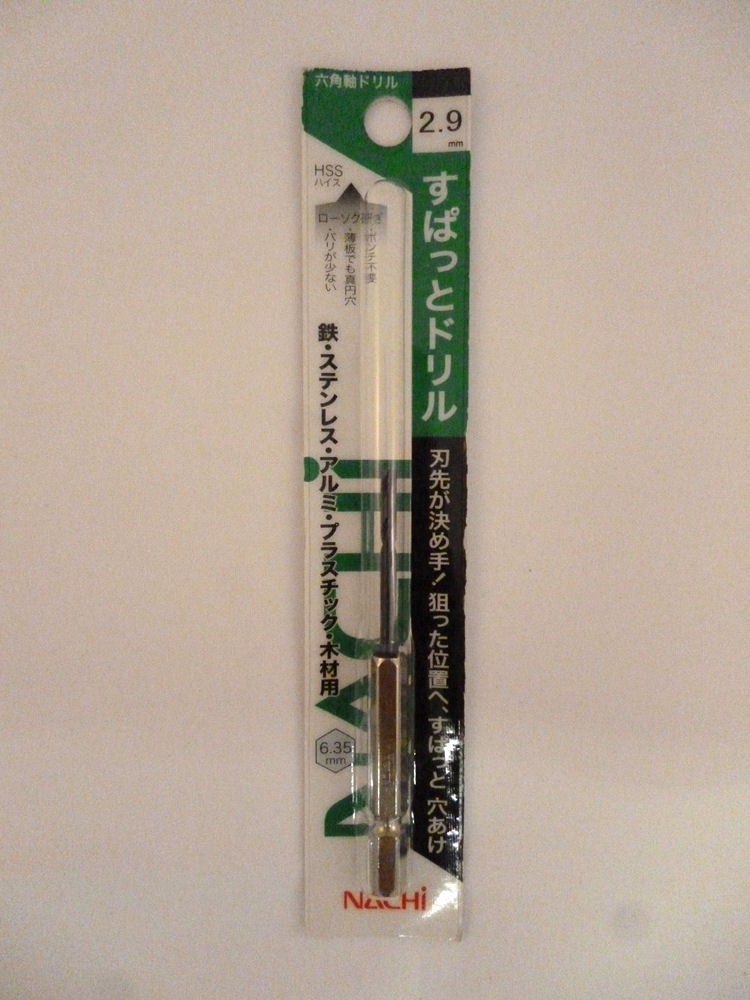 六角軸ドリル
2.9
mm
HSS
ハイス
ローソク研ぎ
・ポンチ不要
・薄板でも真円穴
・バリが少ない
すぱっとドリル
鉄・ステンレス・アルミ・プラスチック・木材用
刃先が決め手!狙った位置へ、すぱっと穴あけ
NACHi
6.35
mm
NACHi